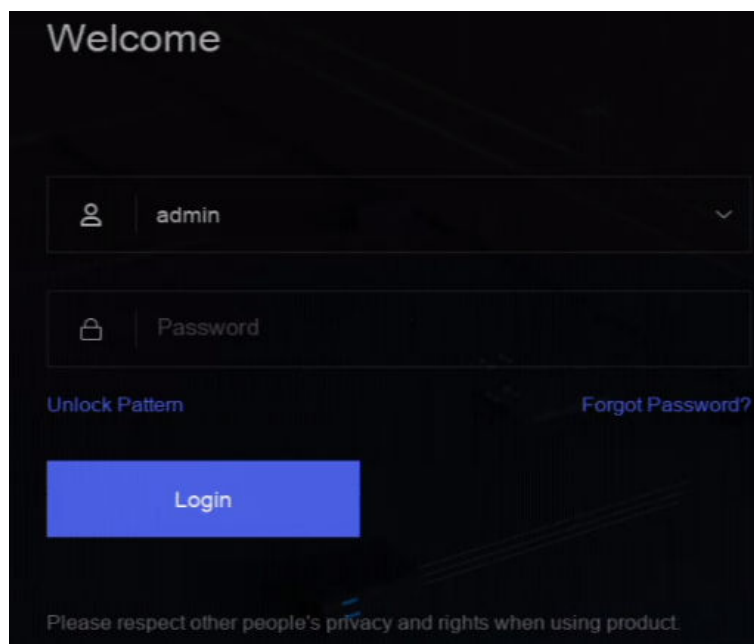 Welcome
admin
Password
Unlock Pattern Forgot Password?
Login
Please respect other people's privacy and rights when using product.